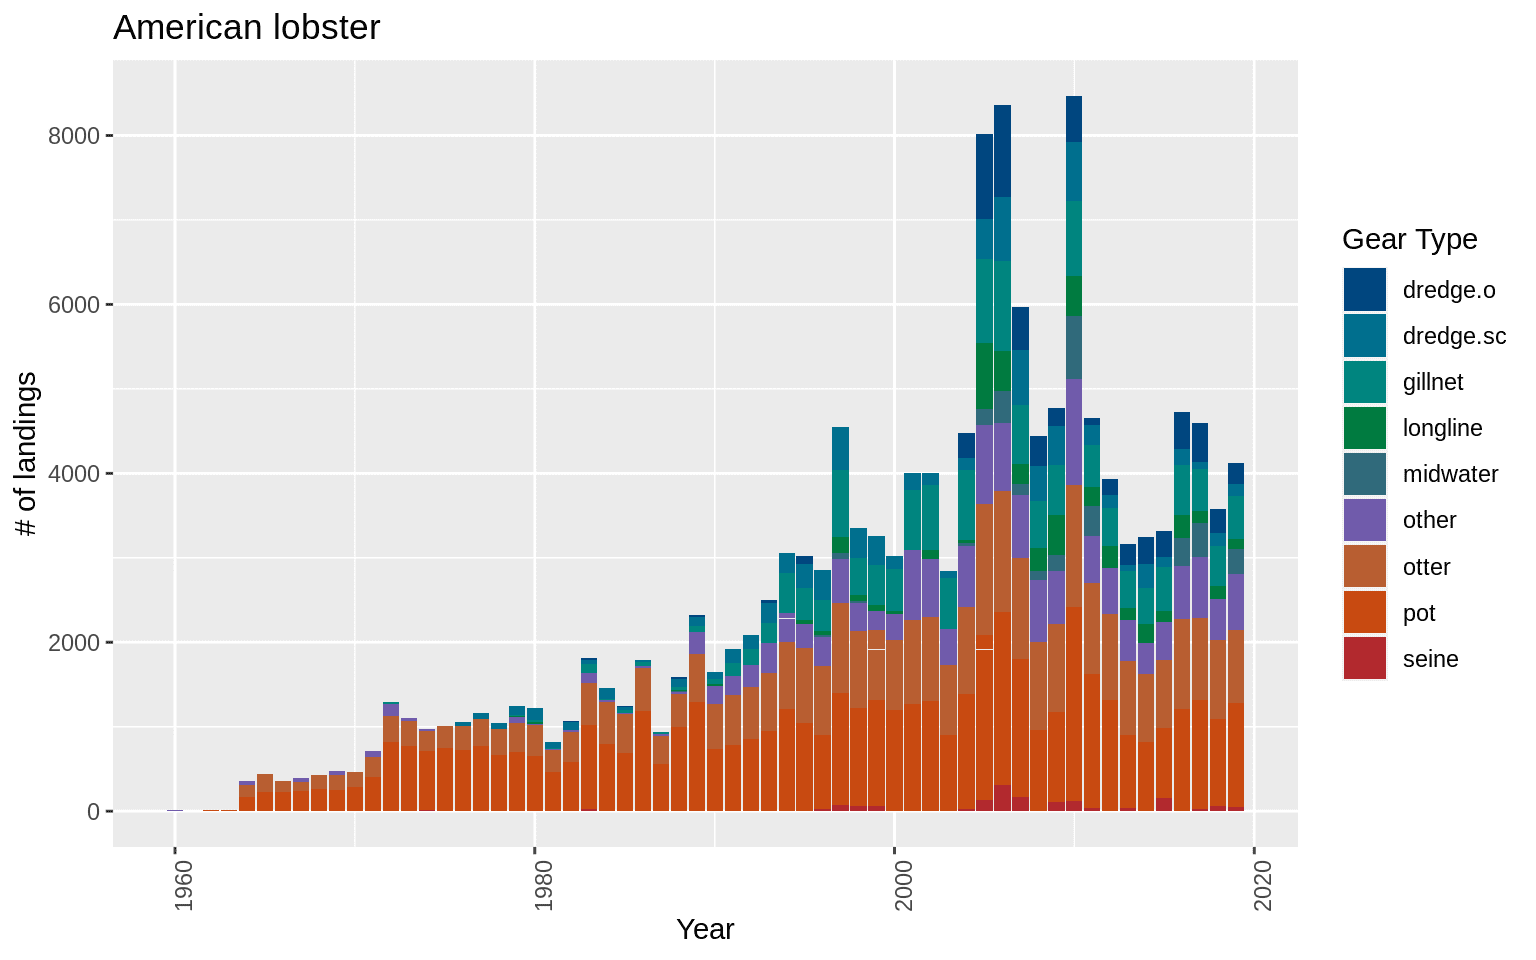 American lobster
8000
6000
4000
2000
0
# of landings
1960
1980
2000
2020
Year
Gear Type
dredge.o
dredge.sc
gillnet
longline
midwater
other
otter
pot
seine